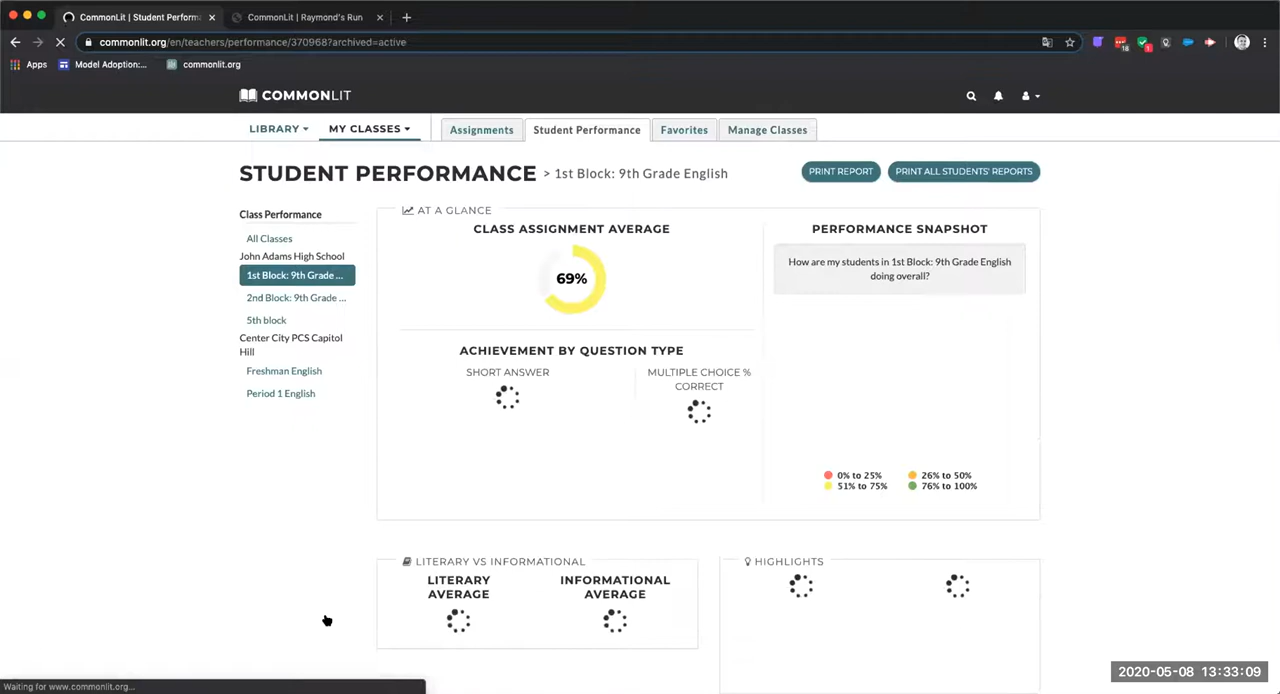 CommonLit | Student Performa
CommonLit | Raymond's Run
commonlit.org/en/teachers/performance/370968?archived=active
18
1
Apps
Model Adoption:...
commonlit.org
COMMONLIT
LIBRARY
MY CLASSES
Assignments
Student Performance
Favorites
Manage Classes
STUDENT PERFORMANCE > 1st Block: 9th Grade English
PRINT REPORT
PRINT ALL STUDENTS' REPORTS
Class Performance
All Classes
John Adams High School
1st Block: 9th Grade ...
2nd Block: 9th Grade ...
5th block
Center City PCS Capitol
Hill
Freshman English
Period 1 English
AT A GLANCE
CLASS ASSIGNMENT AVERAGE
69%
ACHIEVEMENT BY QUESTION TYPE
SHORT ANSWER
MULTIPLE CHOICE %
CORRECT
PERFORMANCE SNAPSHOT
How are my students in 1st Block: 9th Grade English
doing overall?
0% to 25%
26% to 50%
51% to 75%
76% to 100%
LITERARY VS INFORMATIONAL
LITERARY
AVERAGE
INFORMATIONAL
AVERAGE
HIGHLIGHTS
Waiting for www.commonlit.org...
2020-05-08 13:33:09